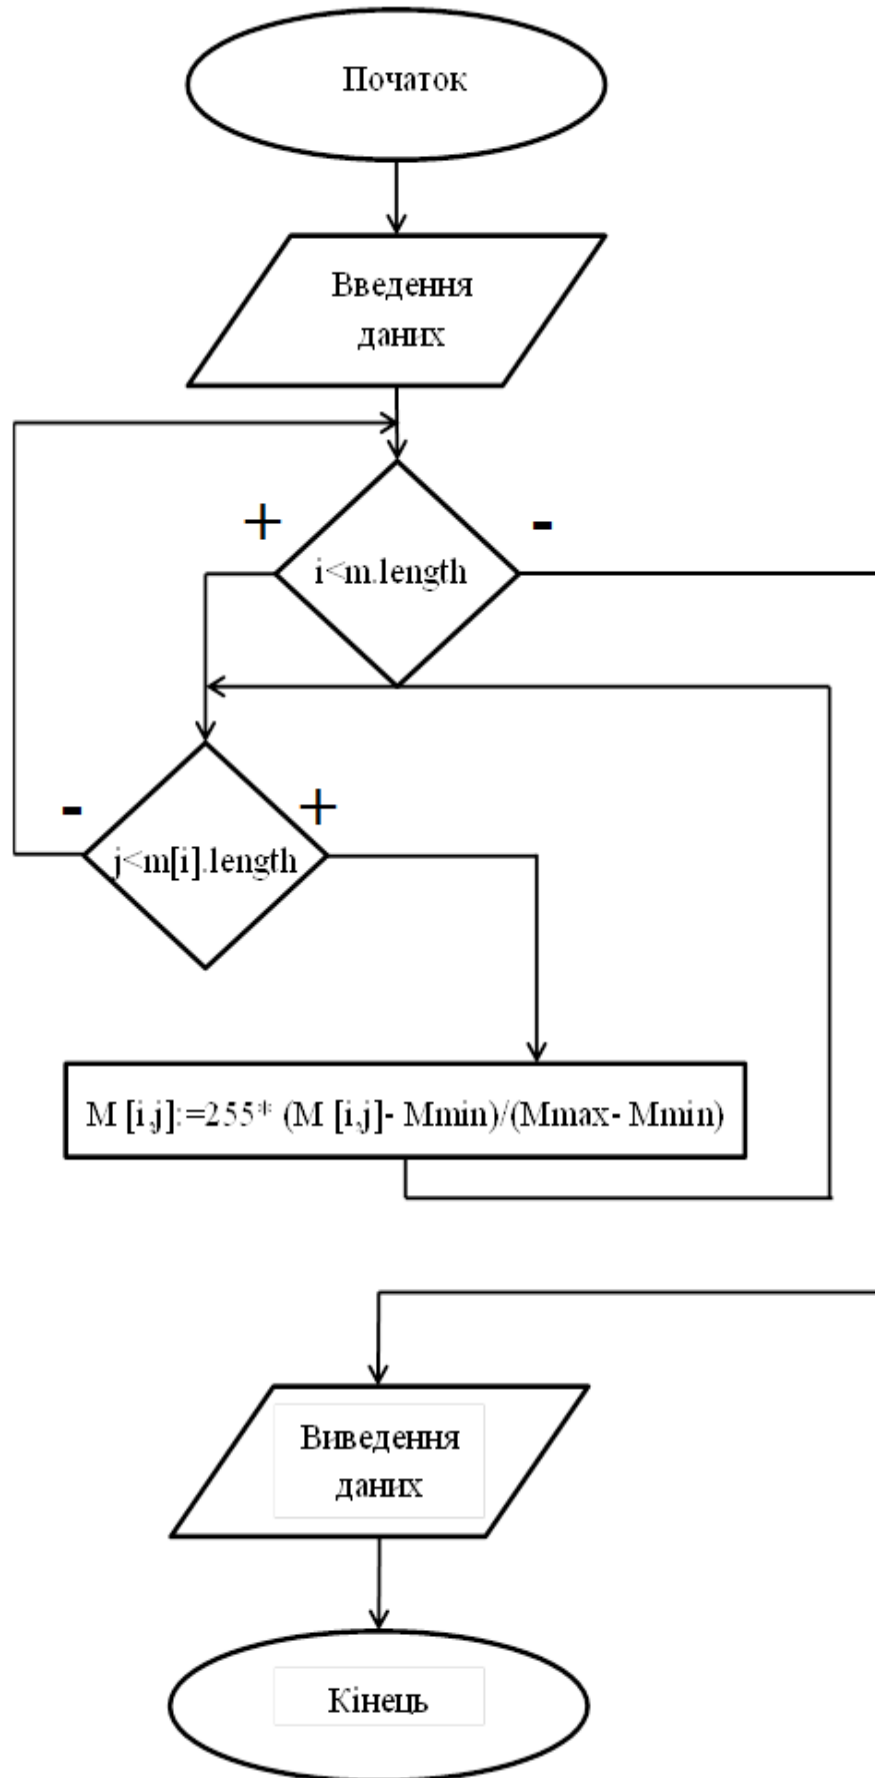 Початок
Введення
даних
+
-
i<m.length
-
+
j<m[i].length
M [i,j]:=255* (M [i,j]- Mmin)/(Mmax- Mmin)
Виведення
даних
Кінець